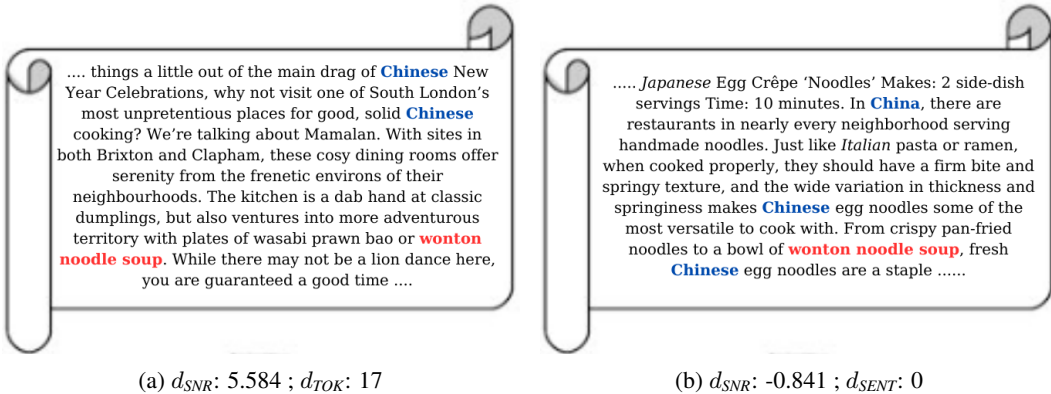 .... things a little out of the main drag of Chinese New
Year Celebrations, why not visit one of South London's
most unpretentious places for good, solid Chinese
cooking? We're talking about Mamalan. With sites in
both Brixton and Clapham, these cosy dining rooms offer
serenity from the frenetic environs of their
neighbourhoods. The kitchen is a dab hand at classic
dumplings, but also ventures into more adventurous
territory with plates of wasabi prawn bao or wonton
noodle soup. While there may not be a lion dance here,
you are guaranteed a good time ....
(a) dSNR: 5.584 ; dTOK: 17
..... Japanese Egg Crêpe 'Noodles' Makes: 2 side-dish
servings Time: 10 minutes. In China, there are
restaurants in nearly every neighborhood serving
handmade noodles. Just like Italian pasta or ramen,
when cooked properly, they should have a firm bite and
springy texture, and the wide variation in thickness and
springiness makes Chinese egg noodles some of the
most versatile to cook with. From crispy pan-fried
noodles to a bowl of wonton noodle soup, fresh
Chinese egg noodles are a staple ......
(b) dSNR: -0.841 ; dSENT: 0